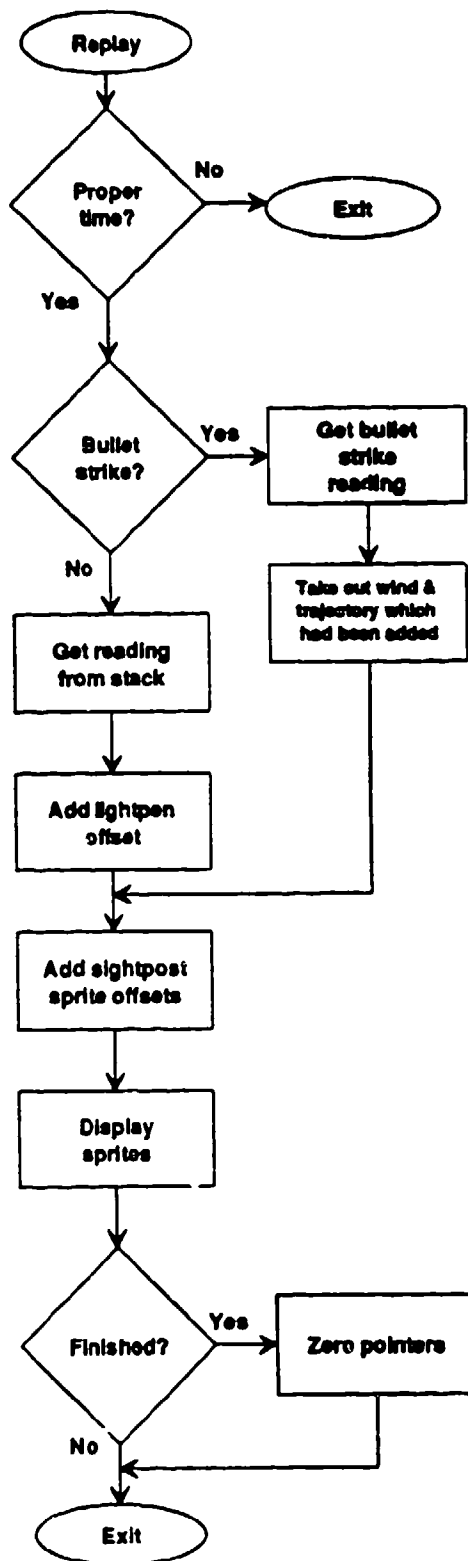 Replay
Proper
time?
No
Exit
Yes
Bullet
strike?
Yes
Get bullet
strike
reading
No
Take out wind &
trajectory which
had been added
Get reading
from stack
Add lightpen
offset
Add sightpost
sprite offsets
Display
sprites
Finished?
Yes
Zero pointers
No
Exit